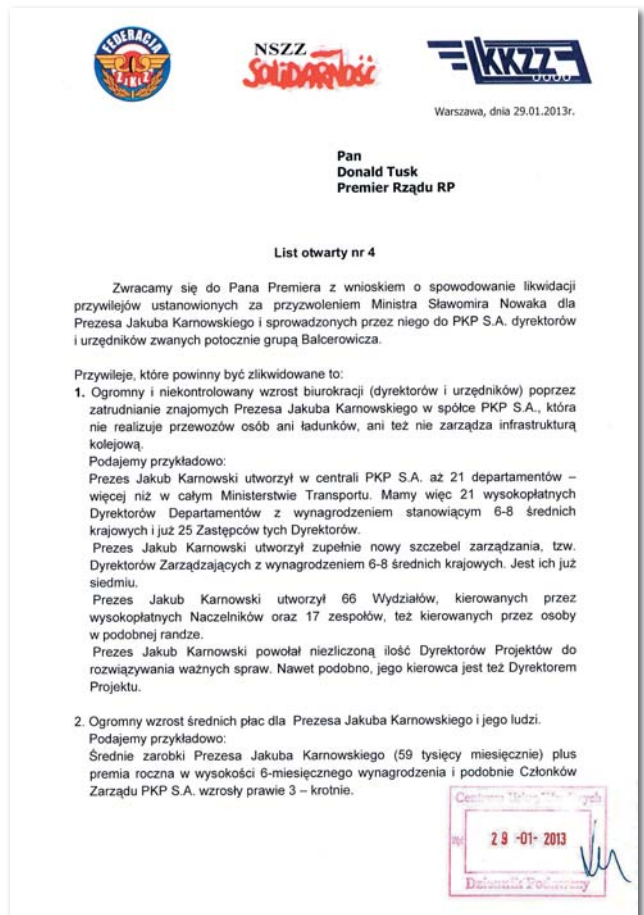 FEDERACJA
ZZKZ
NSZZ
SOLIDARNOŚĆ
KKZZ
Warszawa, dnia 29.01.2013r.
Pan
Donald Tusk
Premier Rządu RP
List otwarty nr 4
Zwracamy się do Pana Premiera z wnioskiem o spowodowanie likwidacji
przywilejów ustanowionych za przyzwoleniem Ministra Sławomira Nowaka dla
Prezesa Jakuba Karnowskiego i sprowadzonych przez niego do PKP S.A. dyrektorów
i urzędników zwanych potocznie grupą Balcerowicza.
Przywileje, które powinny być zlikwidowane to:
1. Ogromny i niekontrolowany wzrost biurokracji (dyrektorów i urzędników) poprzez
zatrudnianie znajomych Prezesa Jakuba Karnowskiego w spółce PKP S.A., która
nie realizuje przewozów osób ani ładunków, ani też nie zarządza infrastrukturą
kolejową.
Podajemy przykładowo:
Prezes Jakub Karnowski utworzył w centrali PKP S.A. aż 21 departamentów –
więcej niż w całym Ministerstwie Transportu. Mamy więc 21 wysokopłatnych
Dyrektorów Departamentów z wynagrodzeniem stanowiącym 6-8 średnich
krajowych i już 25 Zastępców tych Dyrektorów.
Prezes Jakub Karnowski utworzył zupełnie nowy szczebel zarządzania, tzw.
Dyrektorów Zarządzających z wynagrodzeniem 6-8 średnich krajowych. Jest ich już
siedmiu.
Prezes Jakub Karnowski utworzył 66 Wydziałów, kierowanych przez
wysokopłatnych Naczelników oraz 17 zespołów, też kierowanych przez osoby
w podobnej randze.
Prezes Jakub Karnowski powołał niezliczoną ilość Dyrektorów Projektów do
rozwiązywania ważnych spraw. Nawet podobno, jego kierowca jest też Dyrektorem
Projektu.
2. Ogromny wzrost średnich płac dla Prezesa Jakuba Karnowskiego i jego ludzi.
Podajemy przykładowo:
Średnie zarobki Prezesa Jakuba Karnowskiego (59 tysięcy miesięcznie) plus
premia roczna w wysokości 6-miesięcznego wynagrodzenia i podobnie Członków
Zarządu PKP S.A. wzrosły prawie 3 – krotnie.
Centrum Usług
29 -01- 2013
Dziennik Podawczy